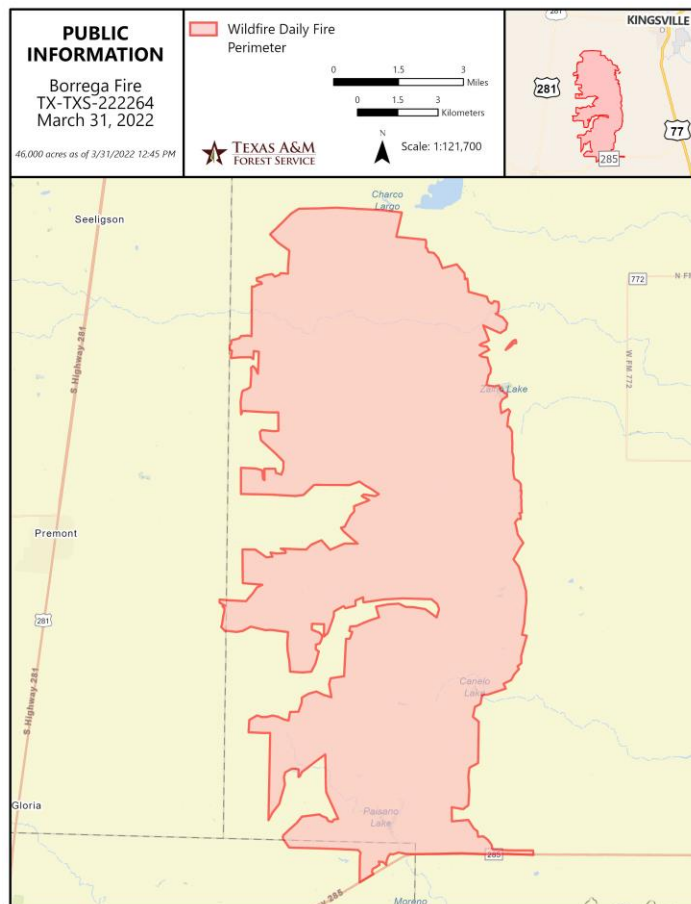 PUBLIC
INFORMATION
Borrega Fire
TX-TXS-222264
March 31, 2022
46,000 acres as of 3/31/2022 12:45 PM
Wildfire Daily Fire
Perimeter
0 1.5 3
Miles
0 1.5 3
Kilometers
TEXAS A&M
FOREST SERVICE
N
Scale: 1:121,700
281
KINGSVILLE
281
77
285
Charco
Largo
Seeligson
772
N F
S Highway 281
W FM 772
Zaino Lake
Premont
281
S Highway 281
Canelo
Lake
Gloria
Paisano
Lake
285
Moreno